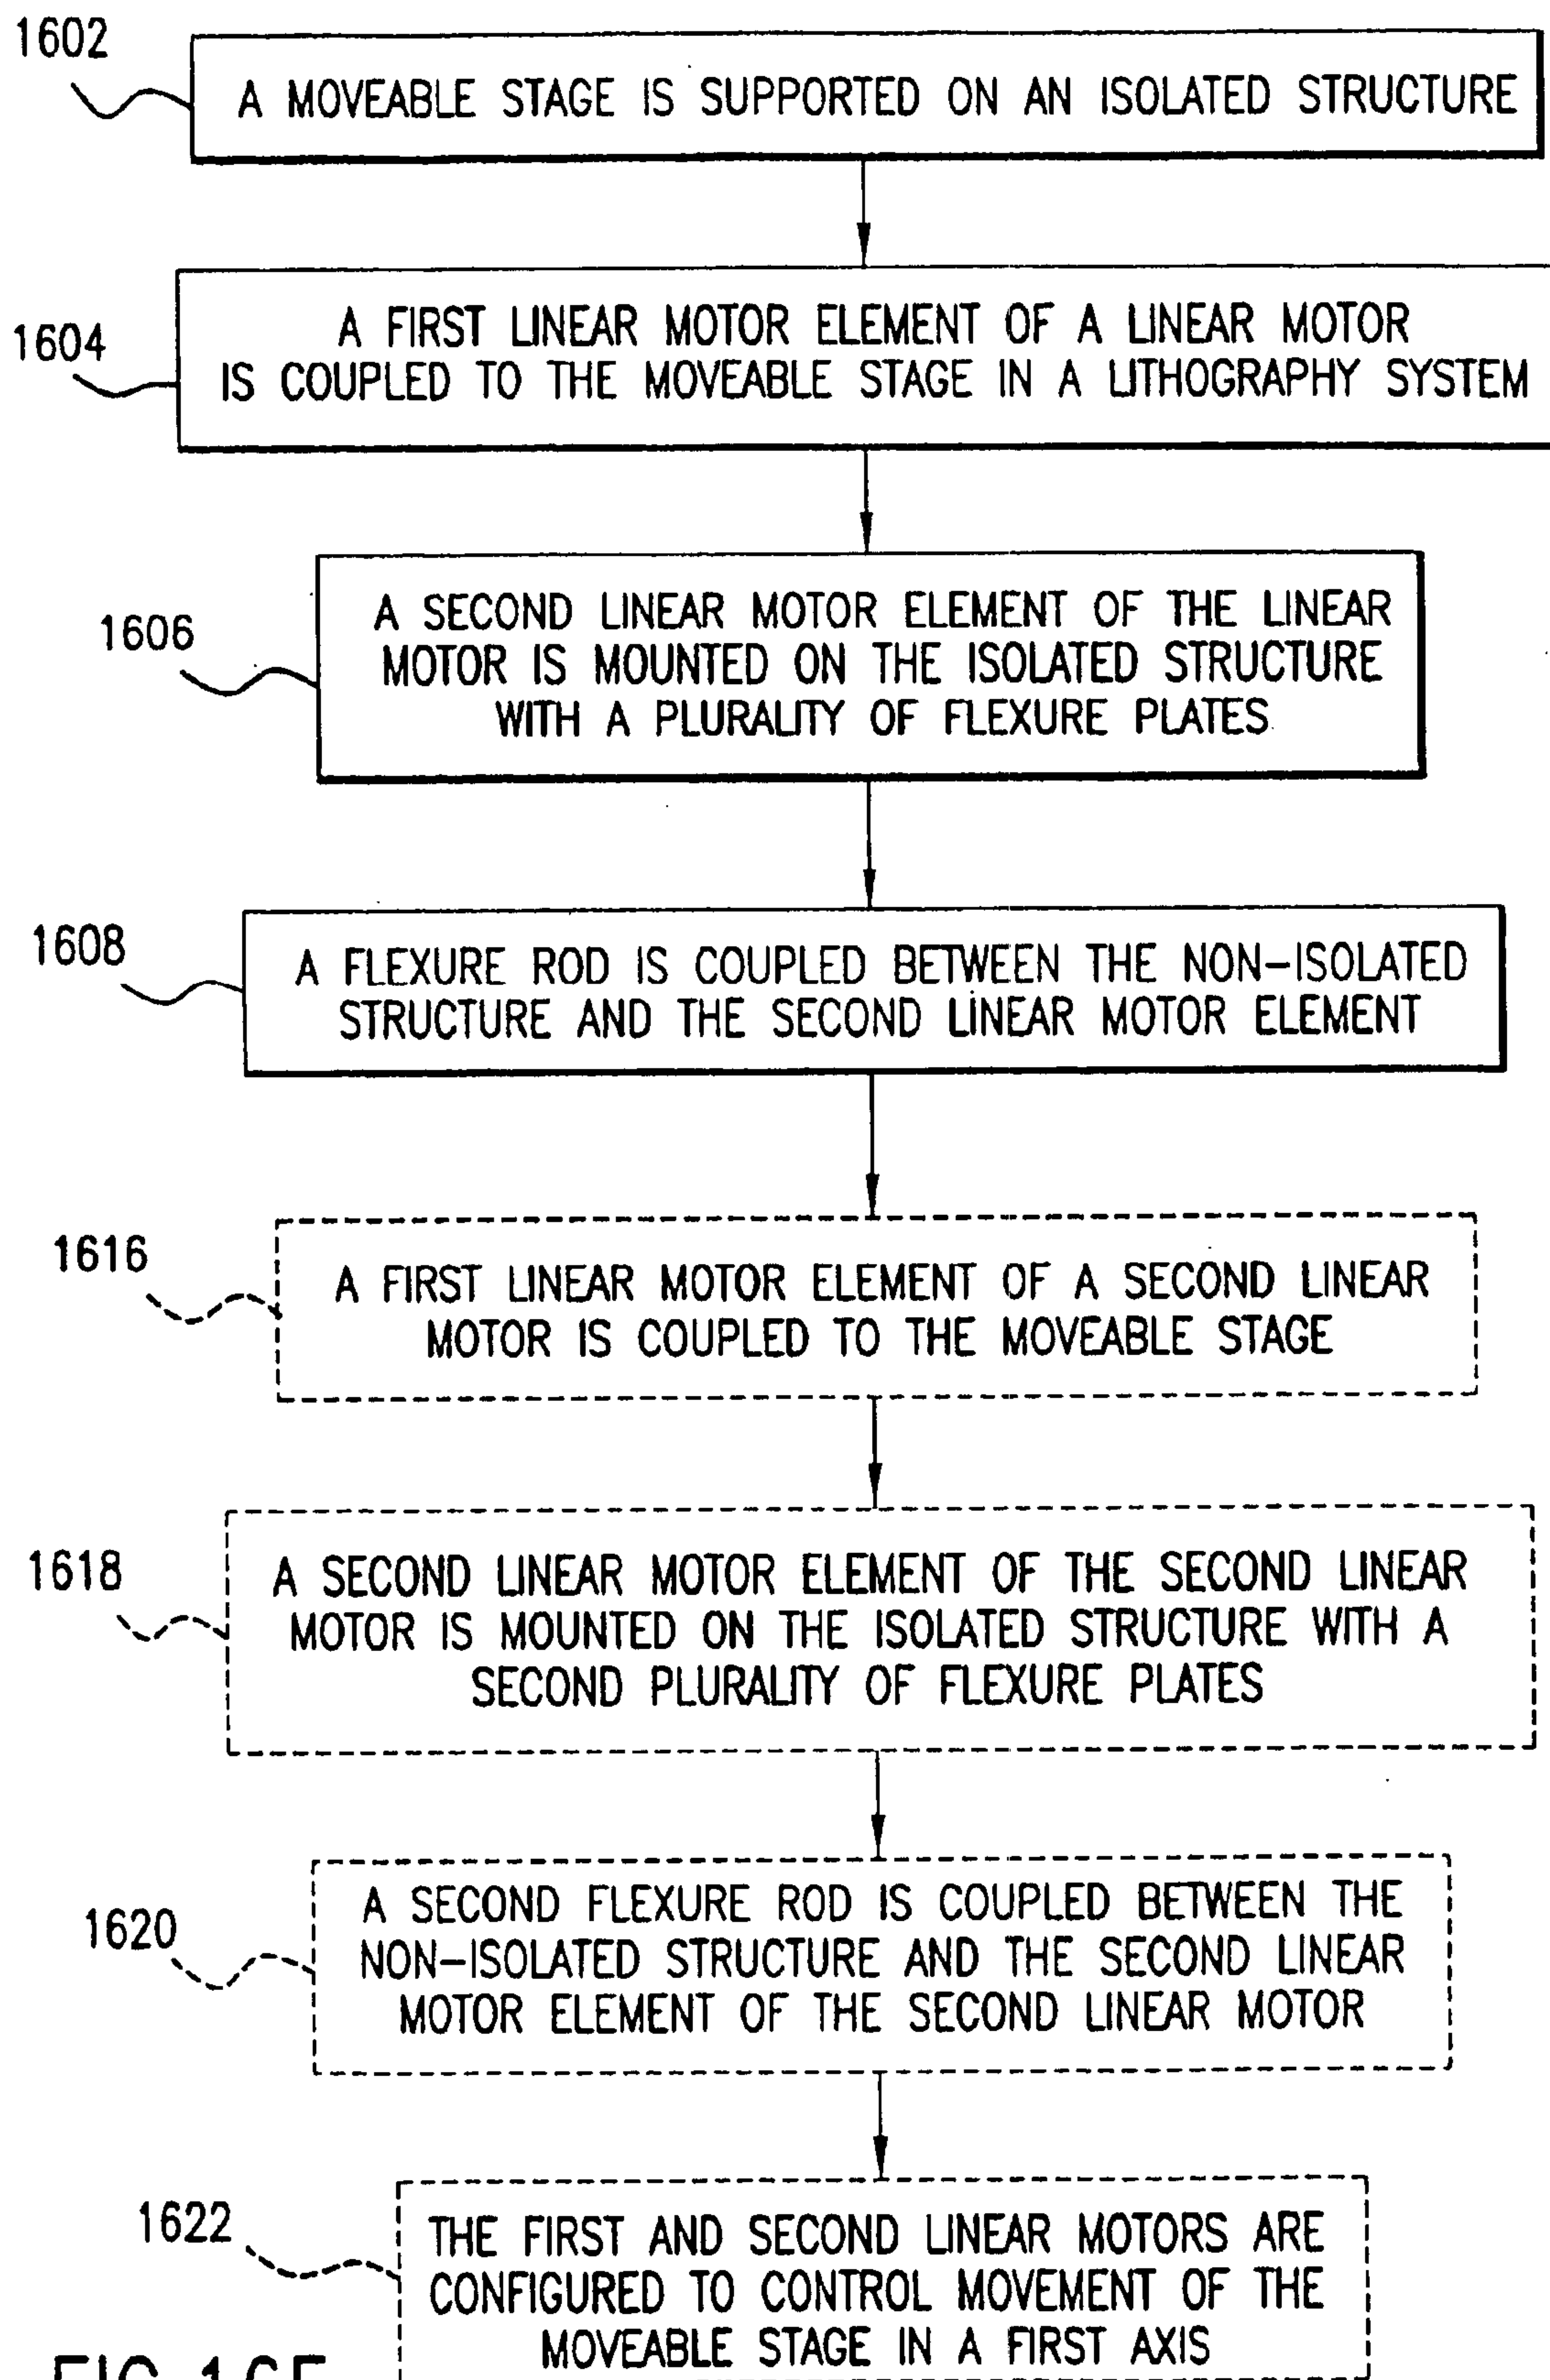 1602
A MOVEABLE STAGE IS SUPPORTED ON AN ISOLATED STRUCTURE
1604
A FIRST LINEAR MOTOR ELEMENT OF A LINEAR MOTOR
IS COUPLED TO THE MOVEABLE STAGE IN A LITHOGRAPHY SYSTEM
1606
A SECOND LINEAR MOTOR ELEMENT OF THE LINEAR
MOTOR IS MOUNTED ON THE ISOLATED STRUCTURE
WITH A PLURALITY OF FLEXURE PLATES
1608
A FLEXURE ROD IS COUPLED BETWEEN THE NON-ISOLATED
STRUCTURE AND THE SECOND LINEAR MOTOR ELEMENT
1616
A FIRST LINEAR MOTOR ELEMENT OF A SECOND LINEAR
MOTOR IS COUPLED TO THE MOVEABLE STAGE
1618
A SECOND LINEAR MOTOR ELEMENT OF THE SECOND LINEAR
MOTOR IS MOUNTED ON THE ISOLATED STRUCTURE WITH A
SECOND PLURALITY OF FLEXURE PLATES
1620
A SECOND FLEXURE ROD IS COUPLED BETWEEN THE
NON-ISOLATED STRUCTURE AND THE SECOND LINEAR
MOTOR ELEMENT OF THE SECOND LINEAR MOTOR
1622
THE FIRST AND SECOND LINEAR MOTORS ARE
CONFIGURED TO CONTROL MOVEMENT OF THE
MOVEABLE STAGE IN A FIRST AXIS